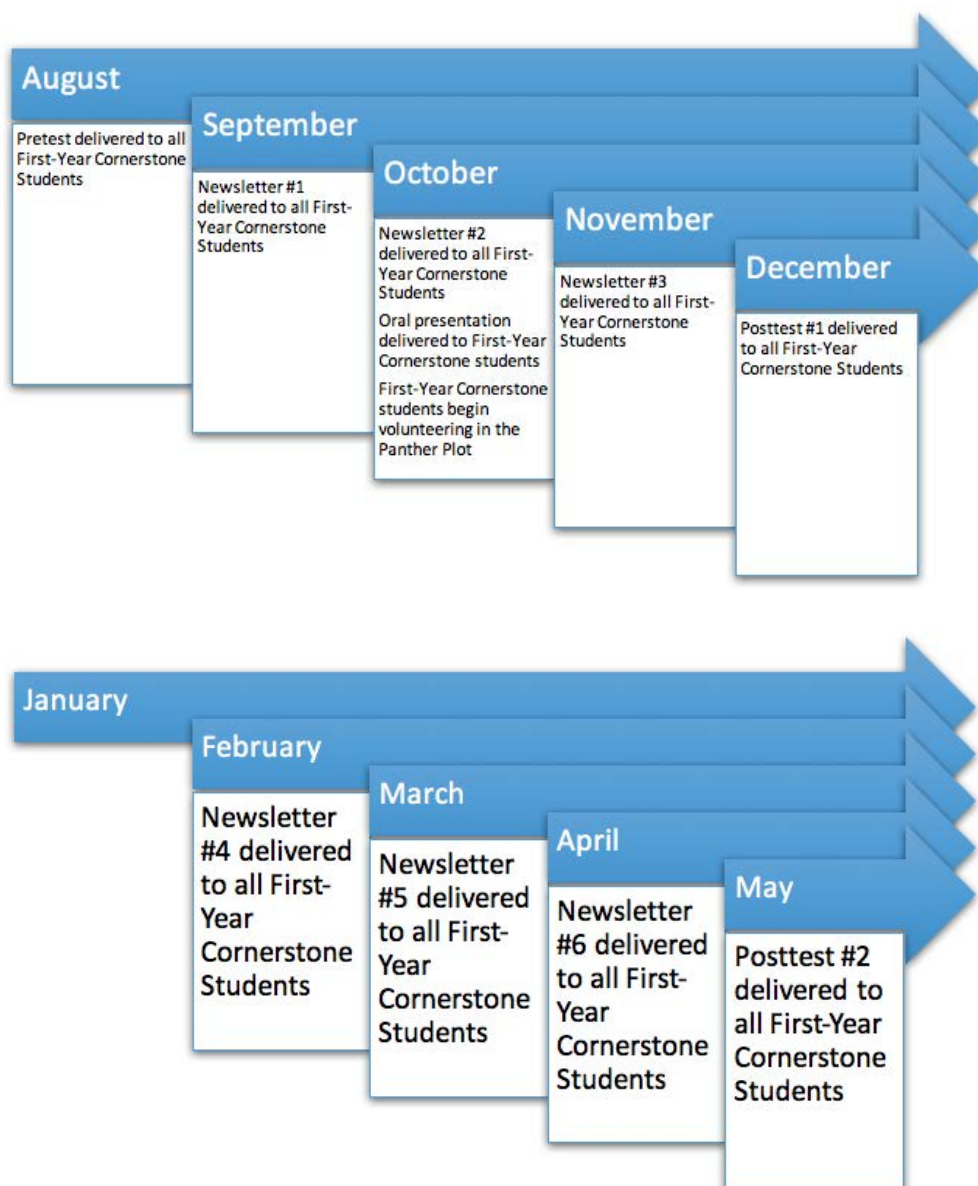 August
Pretest delivered to all
First-Year Cornerstone
Students
September
Newsletter #1
delivered to all First-
Year Cornerstone
Students
October
Newsletter #2
delivered to all First-
Year Cornerstone
Students
Oral presentation
delivered to First-Year
Cornerstone students
First-Year Cornerstone
students begin
volunteering in the
Panther Plot
November
Newsletter #3
delivered to all First-
Year Cornerstone
Students
December
Posttest #1 delivered
to all First-Year
Cornerstone Students
January
February
Newsletter
#4 delivered
to all First-
Year
Cornerstone
Students
March
Newsletter
#5 delivered
to all First-
Year
Cornerstone
Students
April
Newsletter
#6 delivered
to all First-
Year
Cornerstone
Students
May
Posttest #2
delivered to
all First-Year
Cornerstone
Students